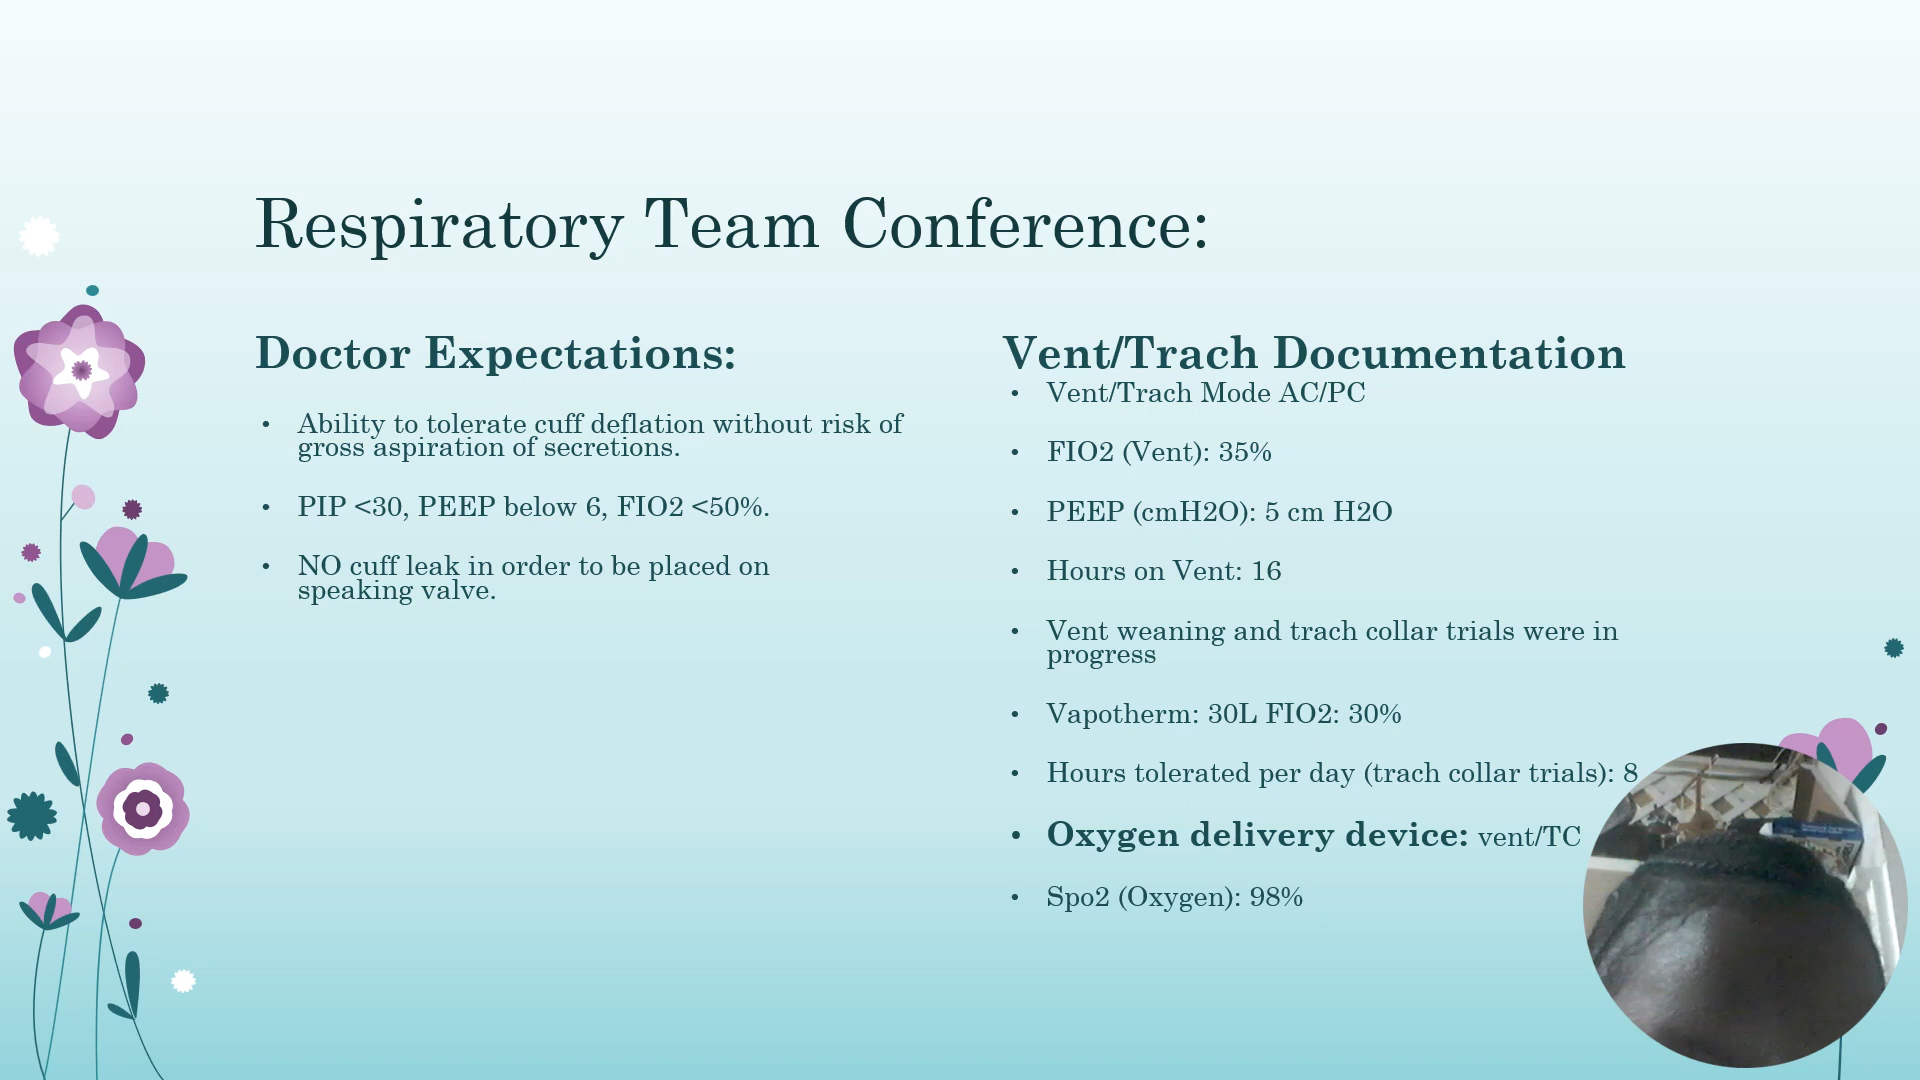 Respiratory Team Conference:
Doctor Expectations:
• Ability to tolerate cuff deflation without risk of
gross aspiration of secretions.
• PIP <30, PEEP below 6, FIO2 <50%.
• NO cuff leak in order to be placed on
speaking valve.
Vent/Trach Documentation
• Vent/Trach Mode AC/PC
• FIO2 (Vent): 35%
• PEEP (cmH2O): 5 cm H2O
• Hours on Vent: 16
• Vent weaning and trach collar trials were in
progress
• Vapotherm: 30L FIO2: 30%
• Hours tolerated per day (trach collar trials): 8
• Oxygen delivery device: vent/TC
• Spo2 (Oxygen): 98%